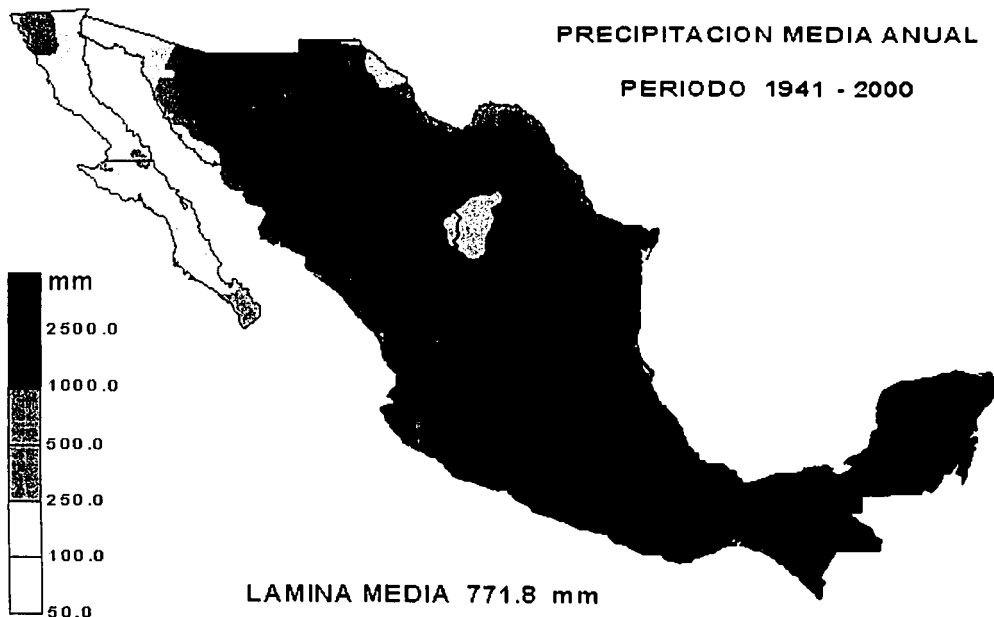 PRECIPITACION MEDIA ANUAL
PERIODO 1941 - 2000
mm
2500.0
1000.0
500.0
250.0
100.0
50.0
LAMINA MEDIA 771.8 mm